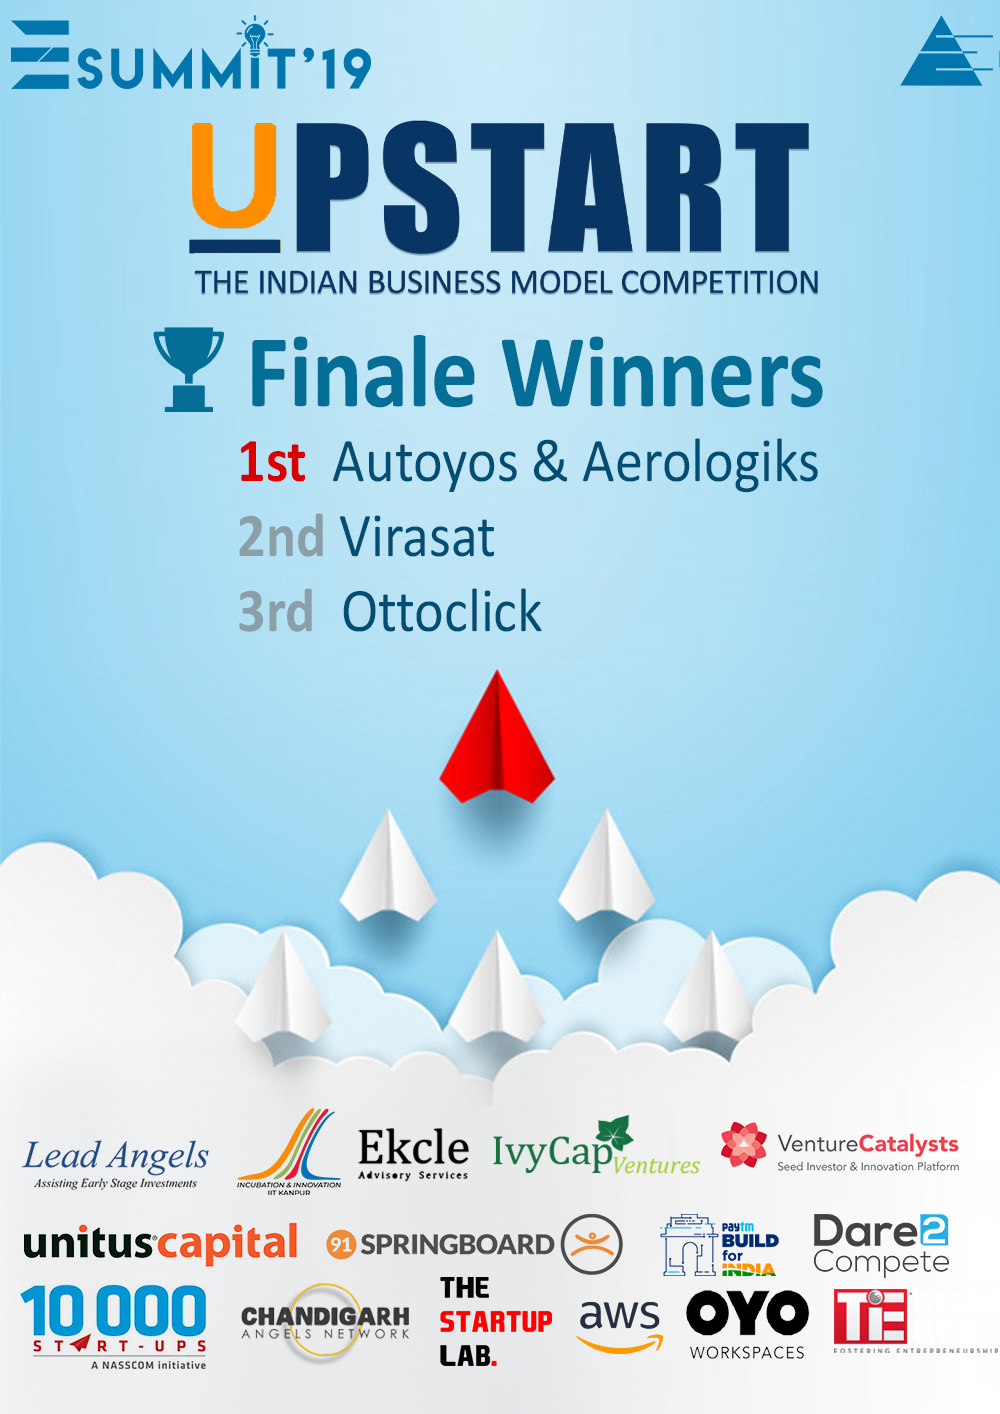 ESUMMIT'19
UPSTART
THE INDIAN BUSINESS MODEL COMPETITION
Finale Winners
1st Autoyos & Aerologiks
2nd Virasat
3rd Ottoclick
Lead Angels
Assisting Early Stage Investments
INCUBATION & INNOVATION
IIT KANPUR
Ekcle
Advisory Services
IvyCap Ventures
VentureCatalysts
Seed Investor & Innovation Platform
unitus capital
91 SPRINGBOARD
paytm
BUILD
for
INDIA
Dare2
Compete
10 000
START-UPS
A NASSCOM initiative
CHANDIGARH
ANGELS NETWORK
THE
STARTUP
LAB.
aws
OYO
WORKSPACES
TiE
FOSTERING ENTREPRENEURSHIP